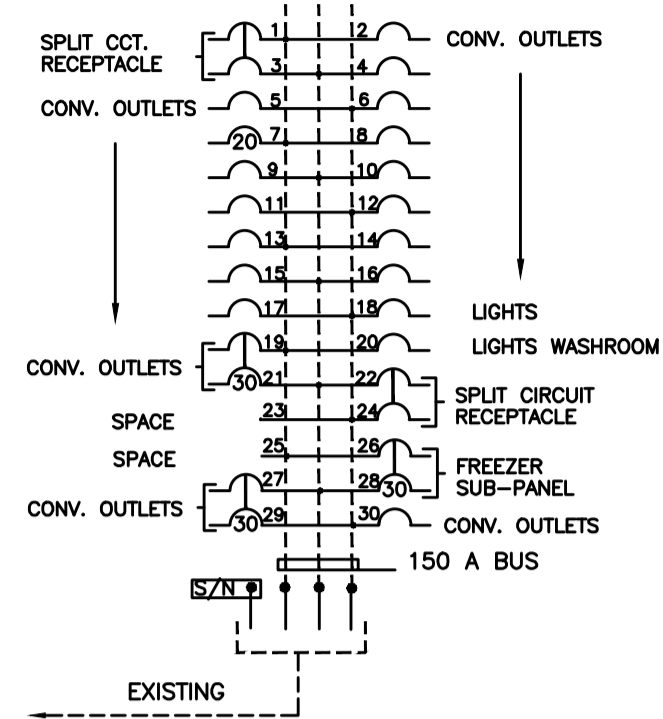 SPLIT CCT.
RECEPTACLE
1 2
CONV. OUTLETS
3 4
CONV. OUTLETS
5 6
20 7 8
9 10
11 12
13 14
15 16
17 18
LIGHTS
19 20
LIGHTS WASHROOM
CONV. OUTLETS
30 21 22
SPLIT CIRCUIT
RECEPTACLE
SPACE
23 24
SPACE
25 26
FREEZER
SUB-PANEL
27 28 30
CONV. OUTLETS
30 29 30
CONV. OUTLETS
150 A BUS
S/N
EXISTING